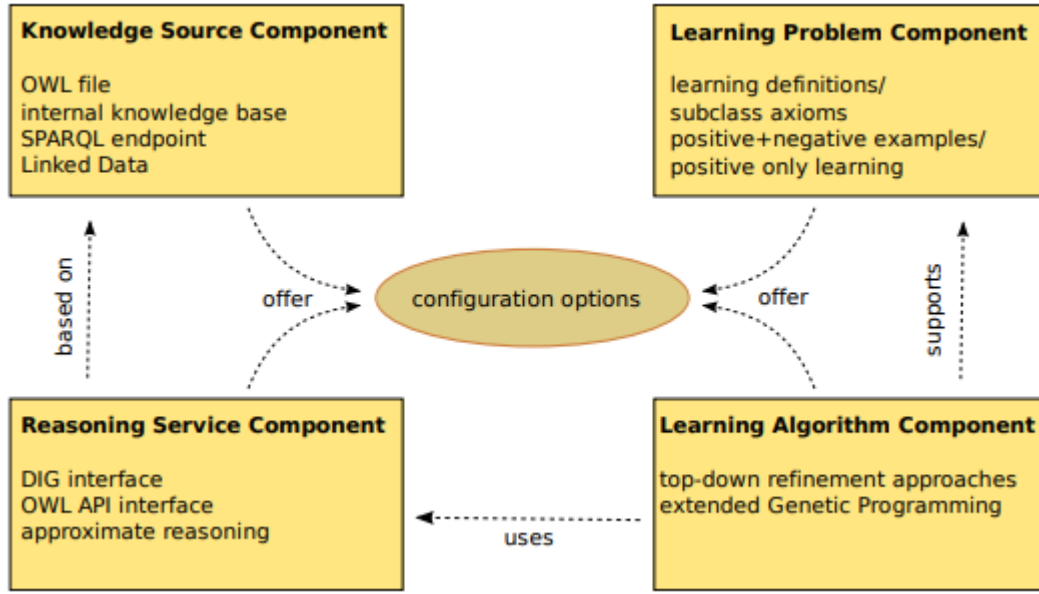 Knowledge Source Component
OWL file
internal knowledge base
SPARQL endpoint
Linked Data
Learning Problem Component
learning definitions/
subclass axioms
positive+negative examples/
positive only learning
based on
offer
configuration options
offer
supports
Reasoning Service Component
DIG interface
OWL API interface
approximate reasoning
uses
Learning Algorithm Component
top-down refinement approaches
extended Genetic Programming